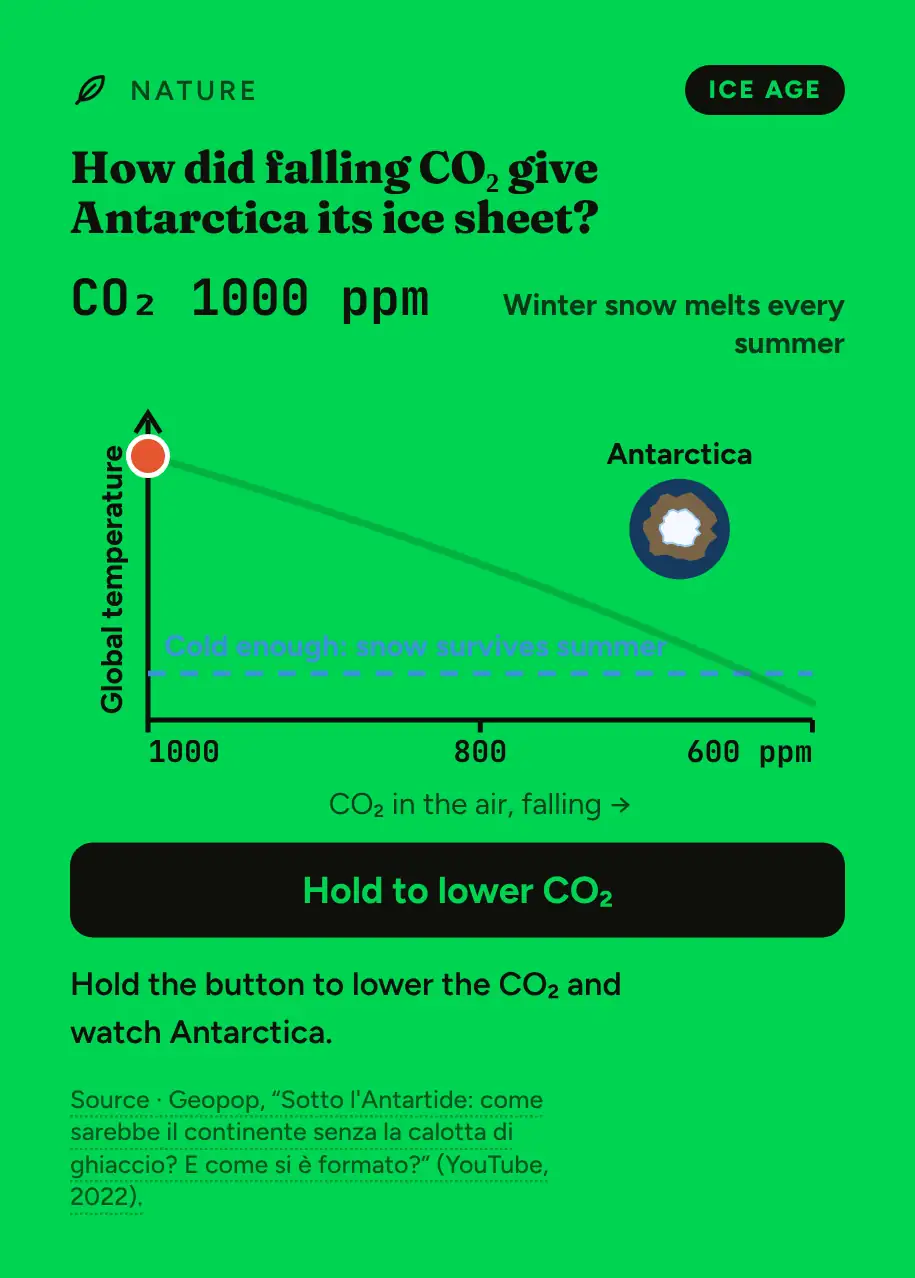 NATURE
ICE AGE
How did falling CO₂ give
Antarctica its ice sheet?
CO₂ 1000 ppm
Winter snow melts every
summer
Global temperature
Antarctica
Cold enough: snow survives summer
1000
800
600 ppm
CO₂ in the air, falling →
Hold to lower CO₂
Hold the button to lower the CO₂ and
watch Antarctica.
Source · Geopop, “Sotto l'Antartide: come
sarebbe il continente senza la calotta di
ghiaccio? E come si è formato?” (YouTube,
2022).